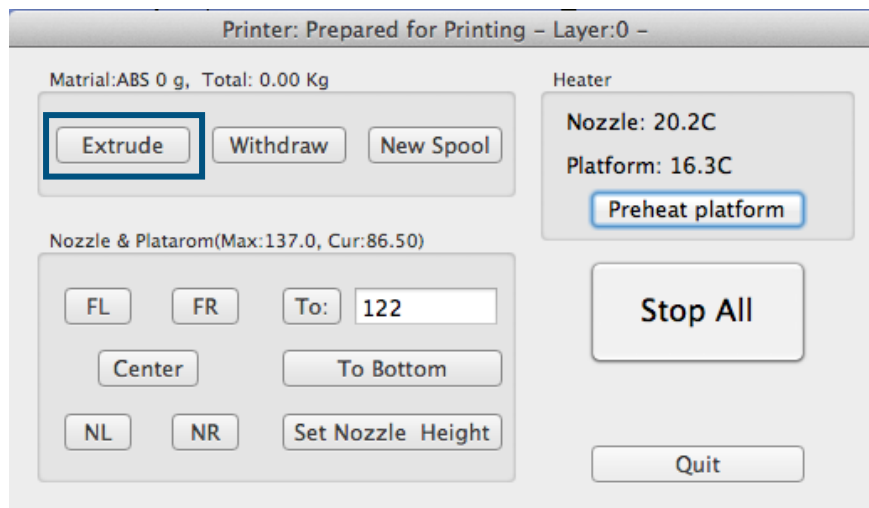 Printer: Prepared for Printing – Layer:0 –
Matrial:ABS 0 g, Total: 0.00 Kg
Extrude Withdraw New Spool
Heater
Nozzle: 20.2C
Platform: 16.3C
Preheat platform
Nozzle & Platarom(Max:137.0, Cur:86.50)
FL FR To: 122
Center To Bottom
NL NR Set Nozzle Height
Stop All
Quit